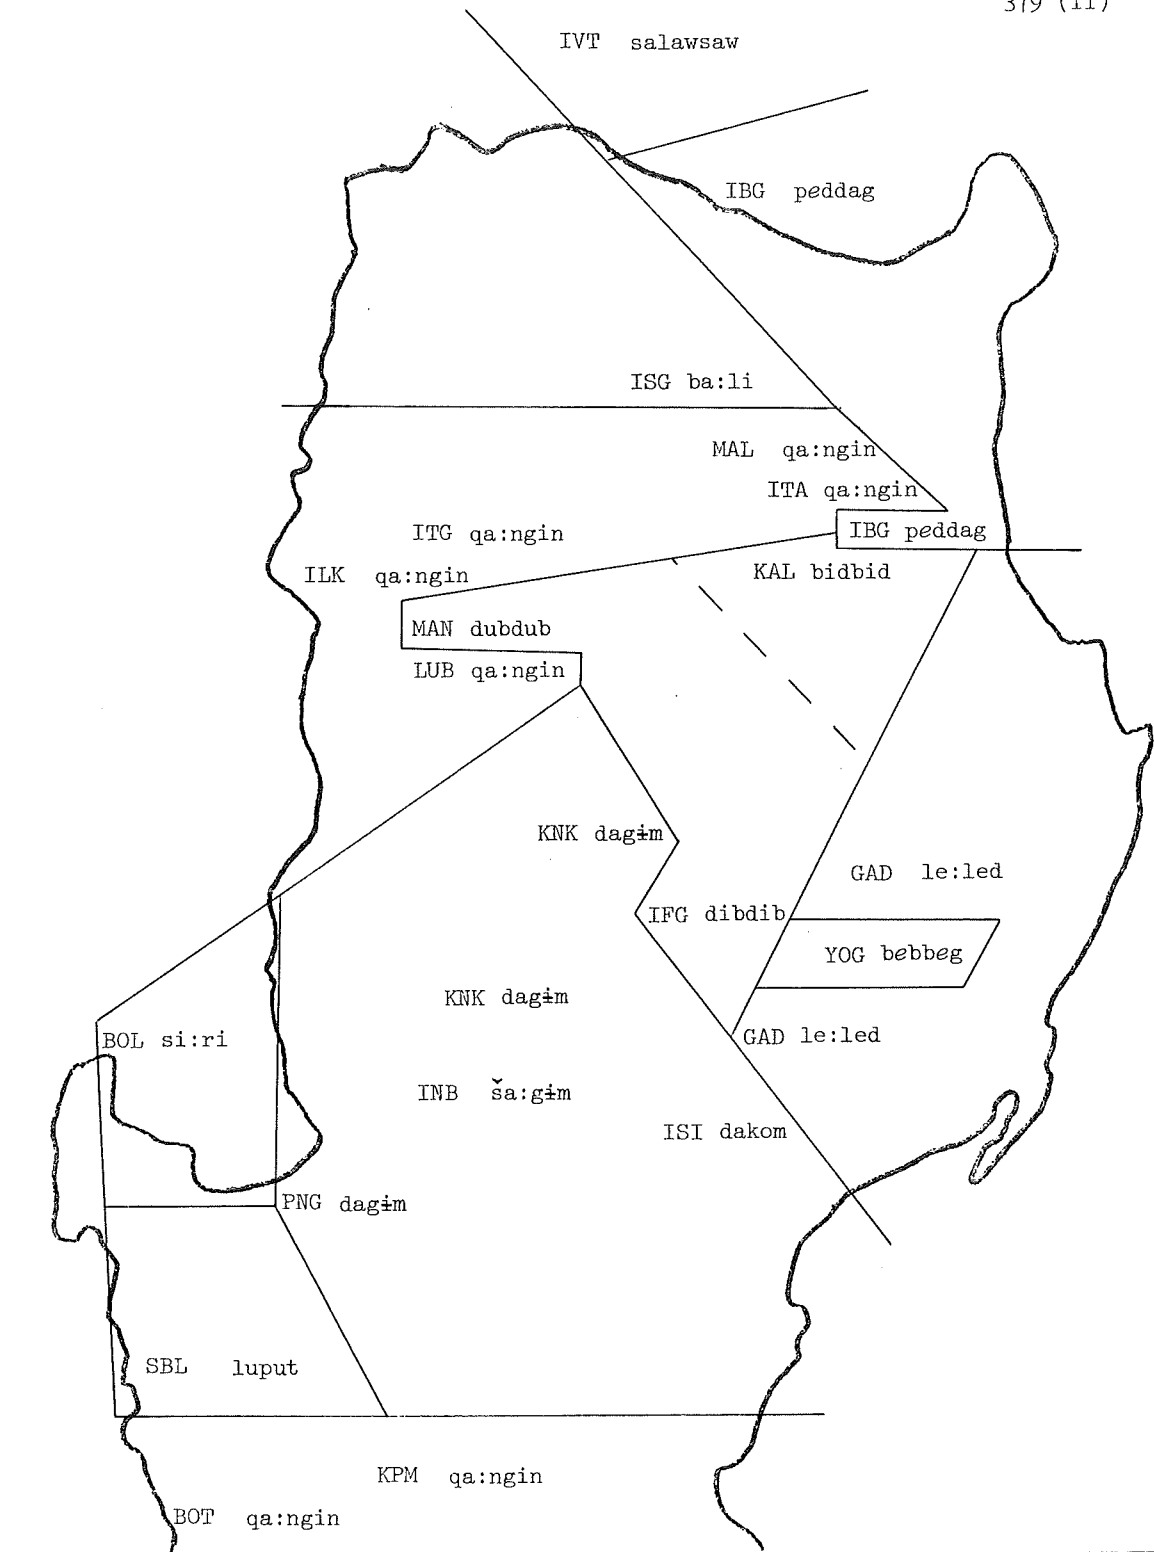 379 (11)
IVT salawsaw
IBG peddag
ISG ba:li
MAL qa:ngin
ITA qa:ngin
IBG peddag
ITG qa:ngin
KAL bidbid
ILK qa:ngin
MAN dubdub
LUB qa:ngin
KNK dagɨm
GAD le:led
IFG dibdib
YOG bebbeg
KNK dagɨm
GAD le:led
BOL si:ri
INB ša:gɨm
ISI dakom
PNG dagɨm
SBL luput
KPM qa:ngin
BOT qa:ngin